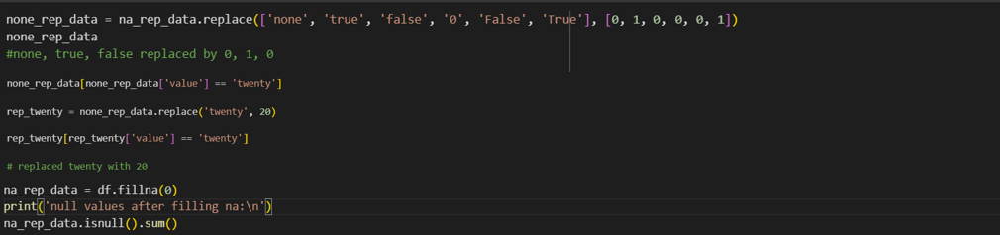 none_rep_data = na_rep_data.replace(['none', 'true', 'false', '0', 'False', 'True'], [0, 1, 0, 0, 0, 1])
none_rep_data
#none, true, false replaced by 0, 1, 0
none_rep_data[none_rep_data['value'] == 'twenty']
rep_twenty = none_rep_data.replace('twenty', 20)
rep_twenty[rep_twenty['value'] == 'twenty']
# replaced twenty with 20
na_rep_data = df.fillna(0)
print('null values after filling na:\n')
na_rep_data.isnull().sum()